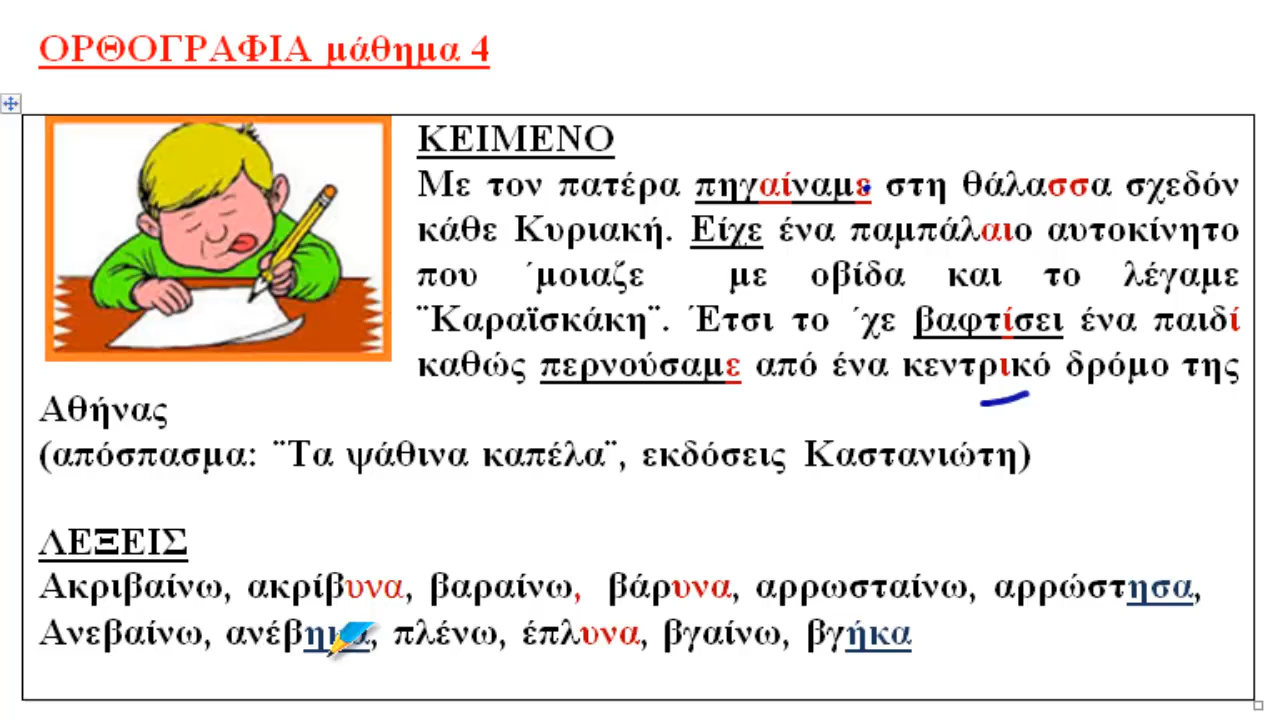 ΟΡΘΟΓΡΑΦΙΑ μάθημα 4
ΚΕΙΜΕΝΟ
Με τον πατέρα πηγαίναμε στη θάλασσα σχεδόν
κάθε Κυριακή. Είχε ένα παμπάλαιο αυτοκίνητο
που ΄μοιαζε με οβίδα και το λέγαμε
¨Καραϊσκάκη¨. Έτσι το ΄χε βαφτίσει ένα παιδί
καθώς περνούσαμε από ένα κεντρικό δρόμο της
Αθήνας
(απόσπασμα: ¨Τα ψάθινα καπέλα¨, εκδόσεις Καστανιώτη)
ΛΕΞΕΙΣ
Ακριβαίνω, ακρίβυνα, βαραίνω, βάρυνα, αρρωσταίνω, αρρώστησα,
Ανεβαίνω, ανέβηκα, πλένω, έπλυνα, βγαίνω, βγήκα